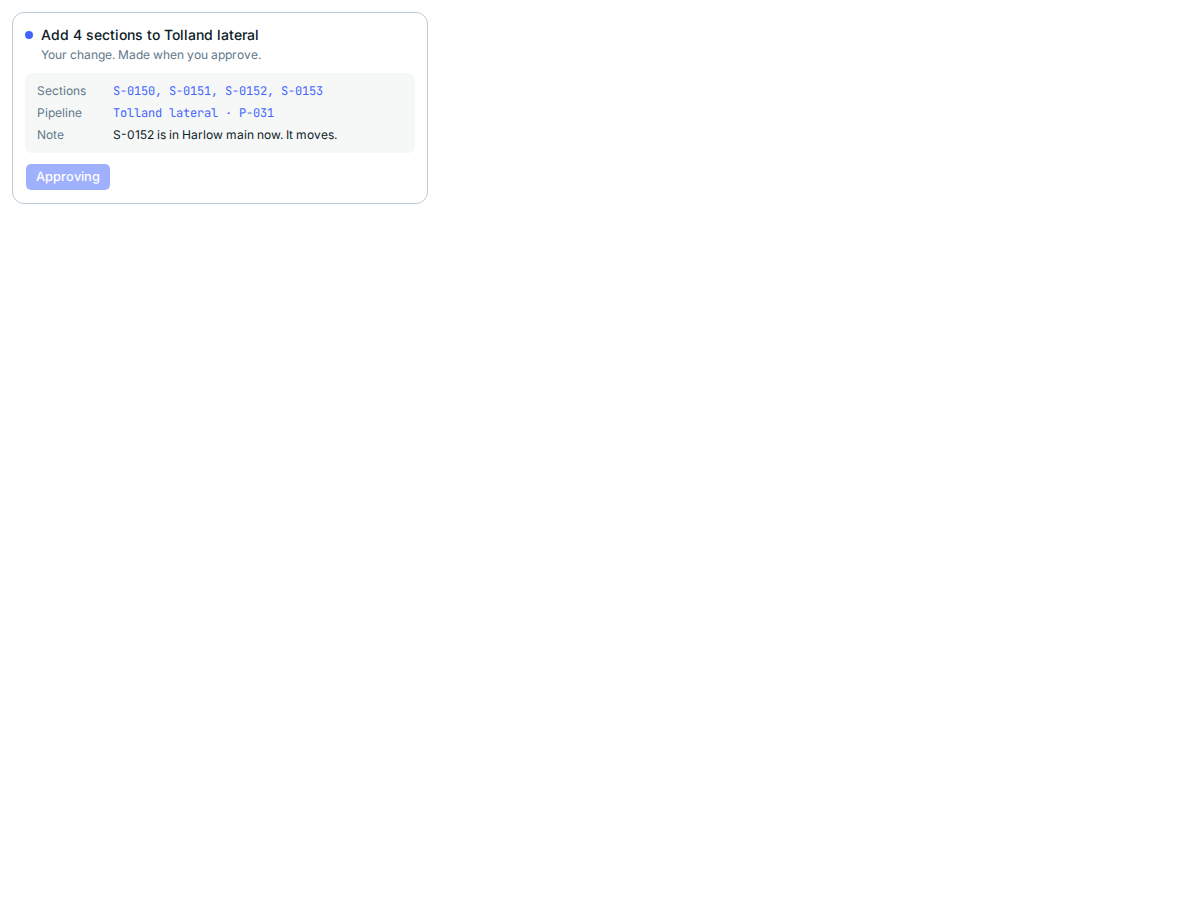 Add 4 sections to Tolland lateral
Your change. Made when you approve.
Sections S-0150, S-0151, S-0152, S-0153
Pipeline Tolland lateral · P-031
Note S-0152 is in Harlow main now. It moves.
Approving